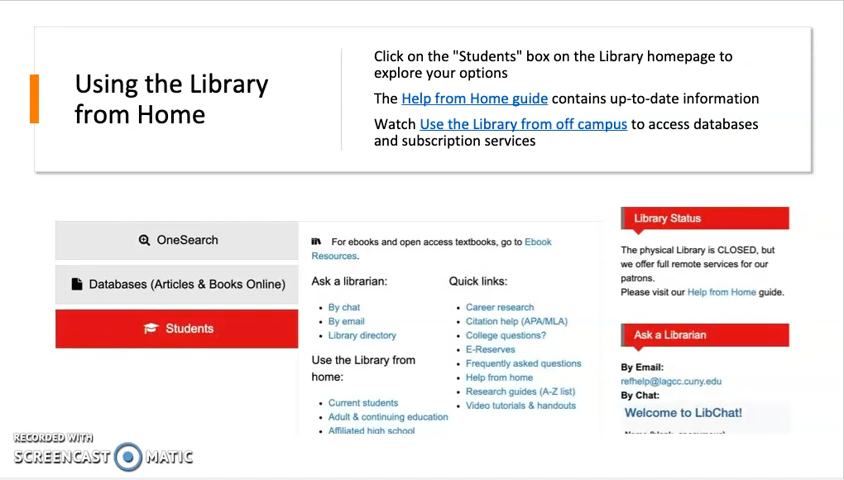 Using the Library
from Home
Click on the "Students" box on the Library homepage to
explore your options
The Help from Home guide contains up-to-date information
Watch Use the Library from off campus to access databases
and subscription services
OneSearch
Databases (Articles & Books Online)
Students
For ebooks and open access textbooks, go to Ebook
Resources.
Ask a librarian:
By chat
By email
Library directory
Use the Library from
home:
Current students
Adult & continuing education
Affiliated high school
Quick links:
Career research
Citation help (APA/MLA)
College questions?
E-Reserves
Frequently asked questions
Help from home
Research guides (A-Z list)
Video tutorials & handouts
Library Status
The physical Library is CLOSED, but
we offer full remote services for our
patrons.
Please visit our Help from Home guide.
Ask a Librarian
By Email:
refhelp@lagcc.cuny.edu
By Chat:
Welcome to LibChat!
RECORDED WITH
SCREENCAST MATIC